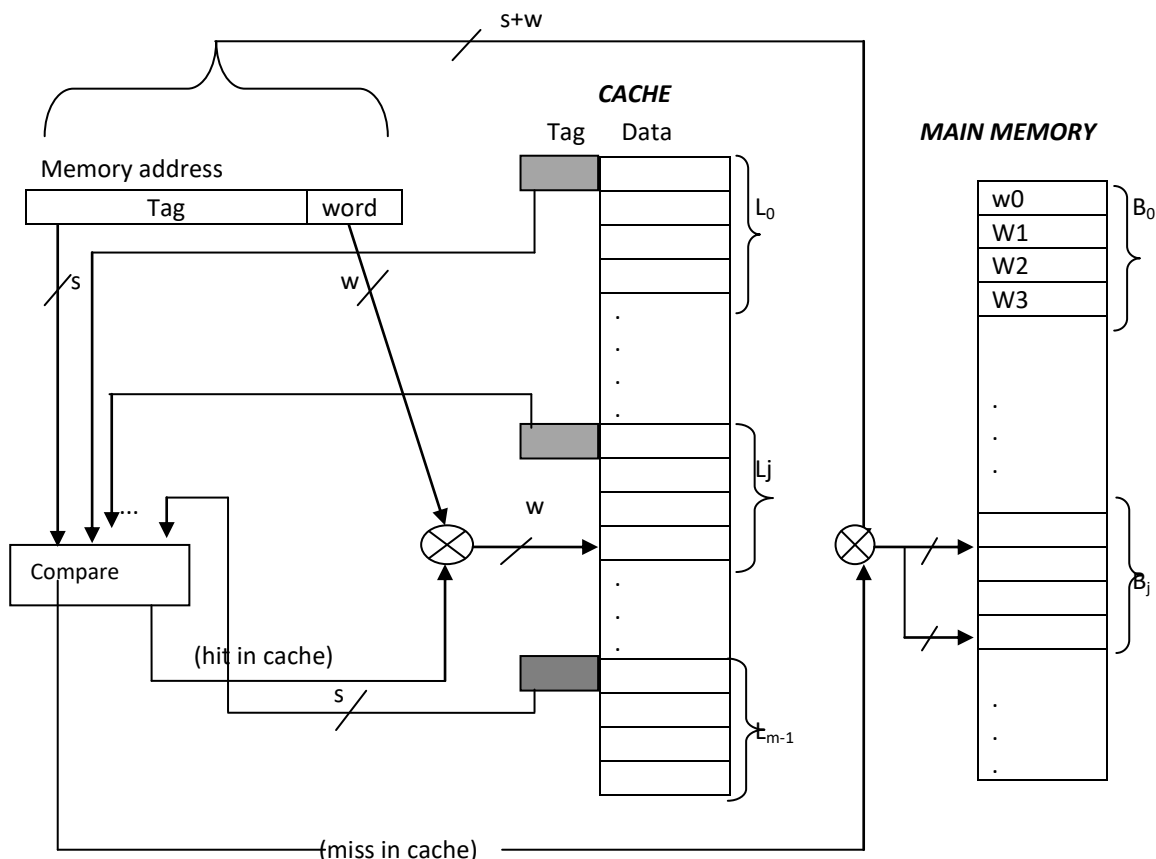 s+w
CACHE
Tag Data
MAIN MEMORY
Memory address
Tag word
w0
W1
W2
W3
B0
L0
s
w
.
.
.
.
.
.
.
Lj
w
...
Compare
Bj
.
.
.
(hit in cache)
s
Lm-1
.
.
.
(miss in cache)